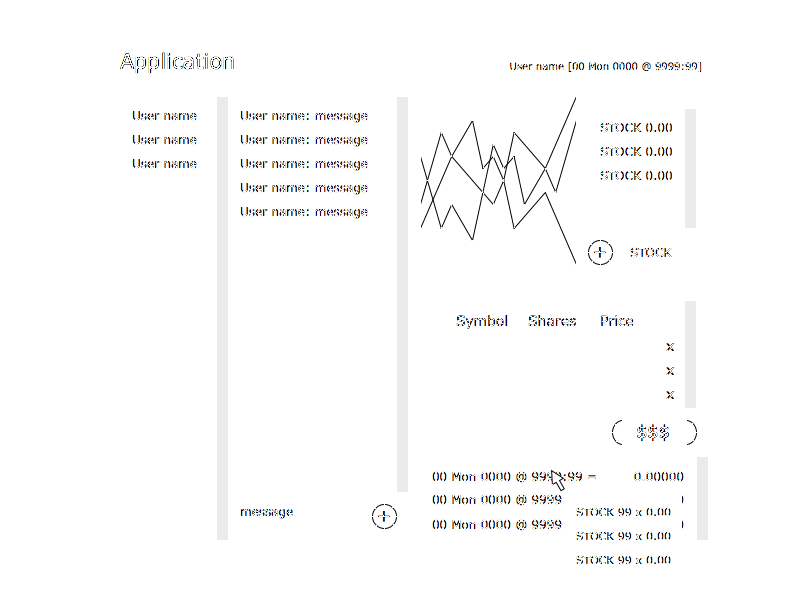 Application
User name [00 Mon 0000 @ 9999:99]
User name
User name
User name
User name: message
User name: message
User name: message
User name: message
User name: message
message
STOCK 0.00
STOCK 0.00
STOCK 0.00
STOCK
Symbol Shares Price
x
x
x
$$$
00 Mon 0000 @ 9999:99 = 0.00000
00 Mon 0000 @ 9999
00 Mon 0000 @ 9999
STOCK 99 x 0.00
STOCK 99 x 0.00
STOCK 99 x 0.00